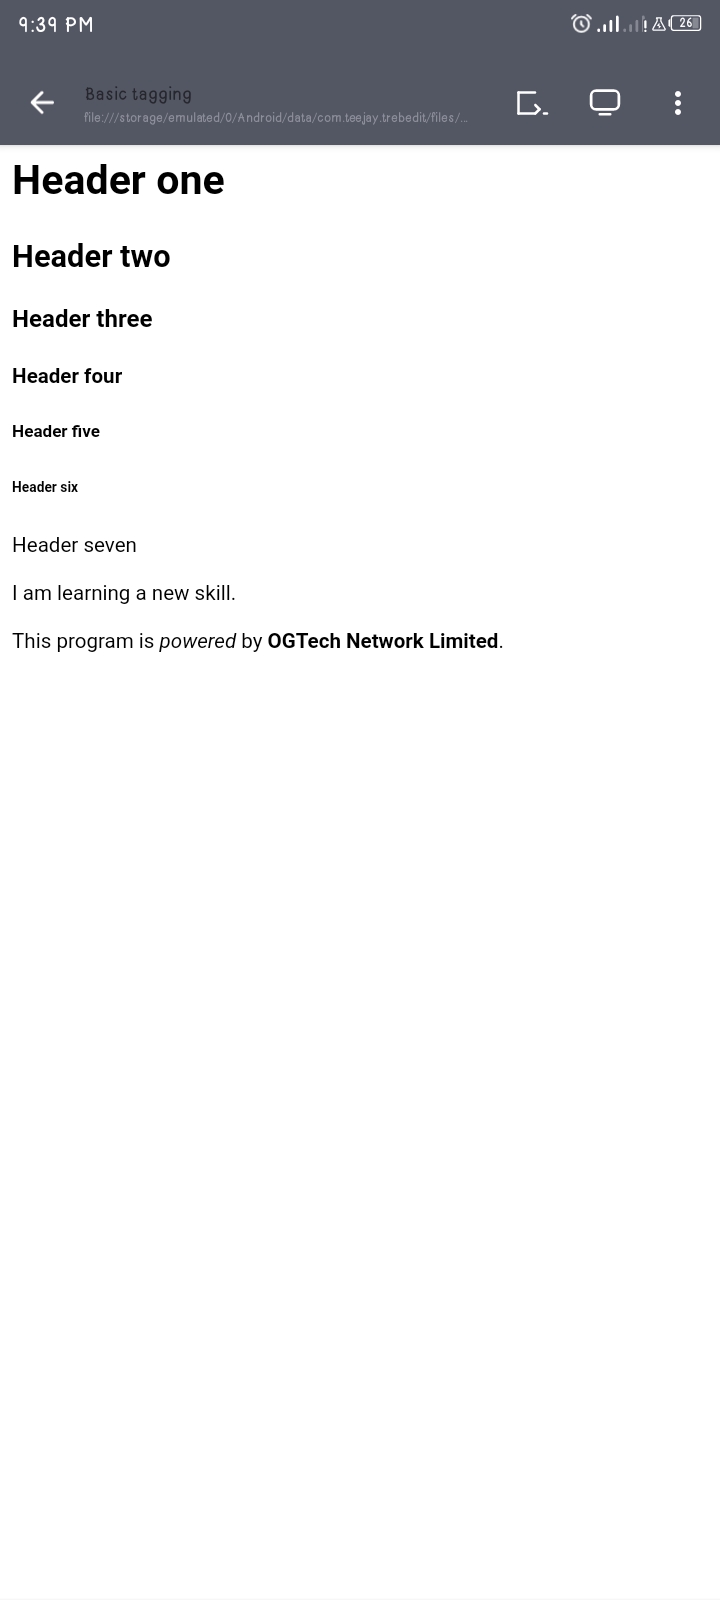 9:39 PM
26
Basic tagging
file:///storage/emulated/0/Android/data/com.teejay.trebedit/files/...
Header one
Header two
Header three
Header four
Header five
Header six
Header seven
I am learning a new skill.
This program is powered by OGTech Network Limited.